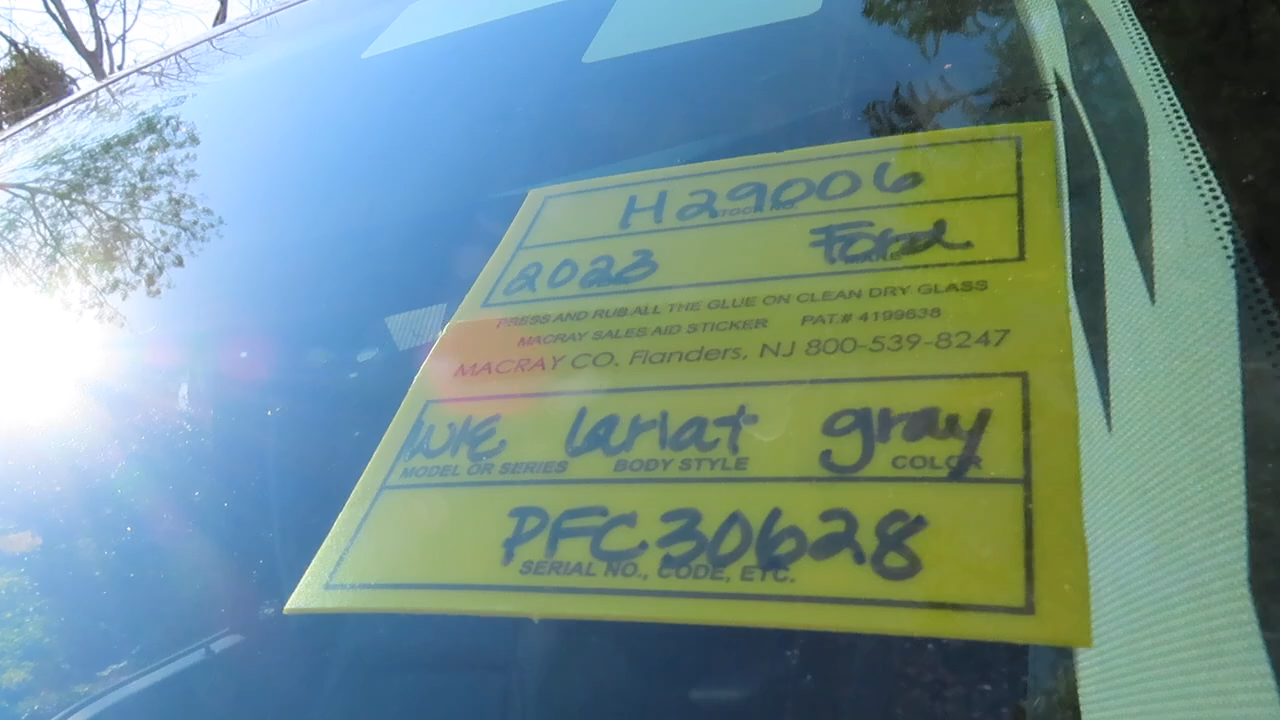 H29006
STOCK NO.
2023 Ford
MAKE
PRESS AND RUB ALL THE GLUE ON CLEAN DRY GLASS
MACRAY SALES AID STICKER PAT.# 4199638
MACRAY CO. Flanders, NJ 800-539-8247
W1E Lariat gray
MODEL OR SERIES BODY STYLE COLOR
PFC30628
SERIAL NO., CODE, ETC.